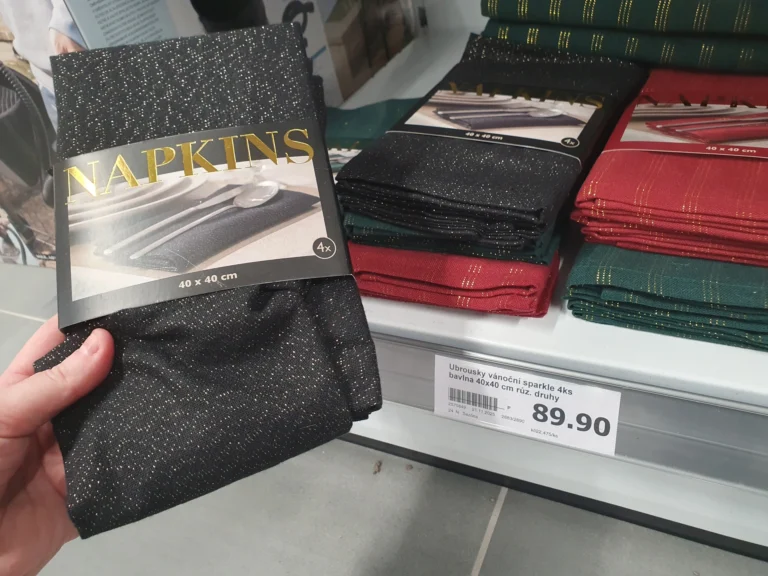 NAPKINS
4x
40 x 40 cm
40 x 40 cm
4x
40 x 40 cm
Ubrousky vánoční sparkle 4ks
bavlna 40x40 cm růz. druhy
89.90